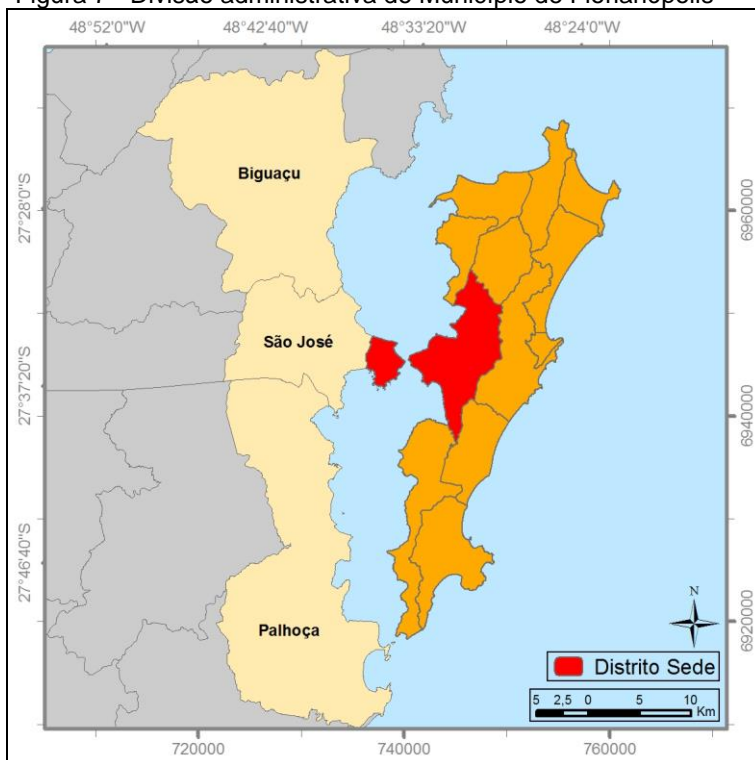 Figura 7 - Divisão administrativa do Município de Florianópolis
48°52'0"W 48°42'40"W 48°33'20"W 48°24'0"W
27°28'0"S
27°37'20"S
27°46'40"S
Biguaçu
São José
Palhoça
6960000
6940000
6920000
N
Distrito Sede
5 2,5 0 5 10
Km
720000 740000 760000